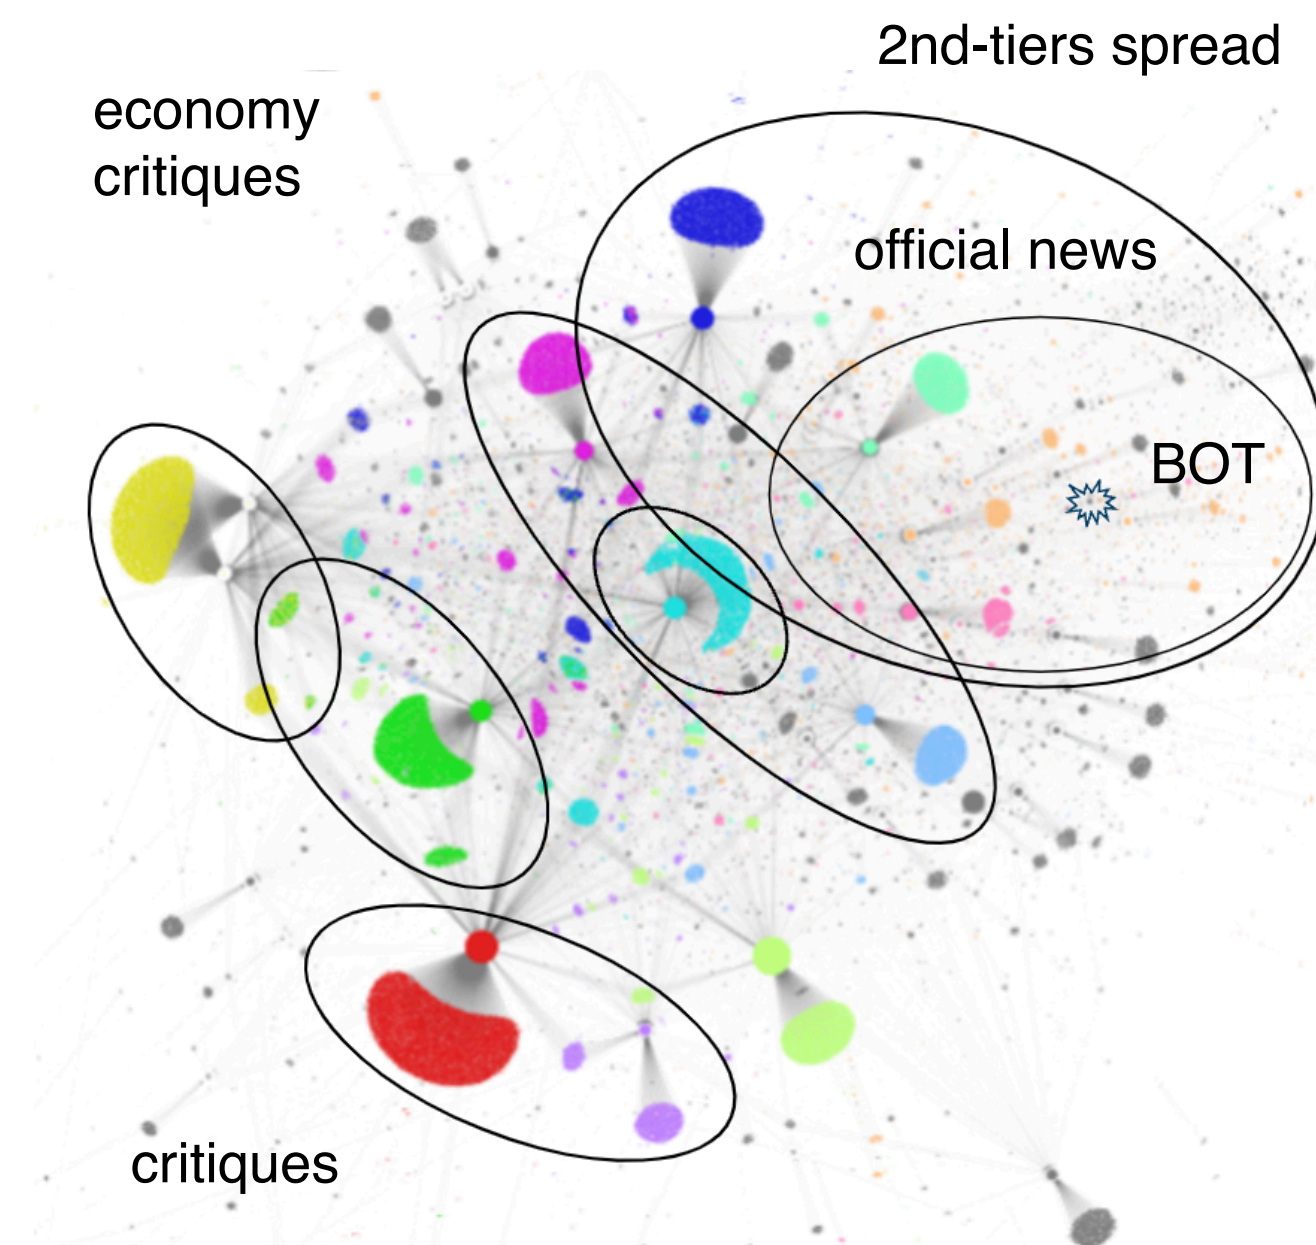 2nd-tiers spread
economy
critiques
official news
BOT
critiques